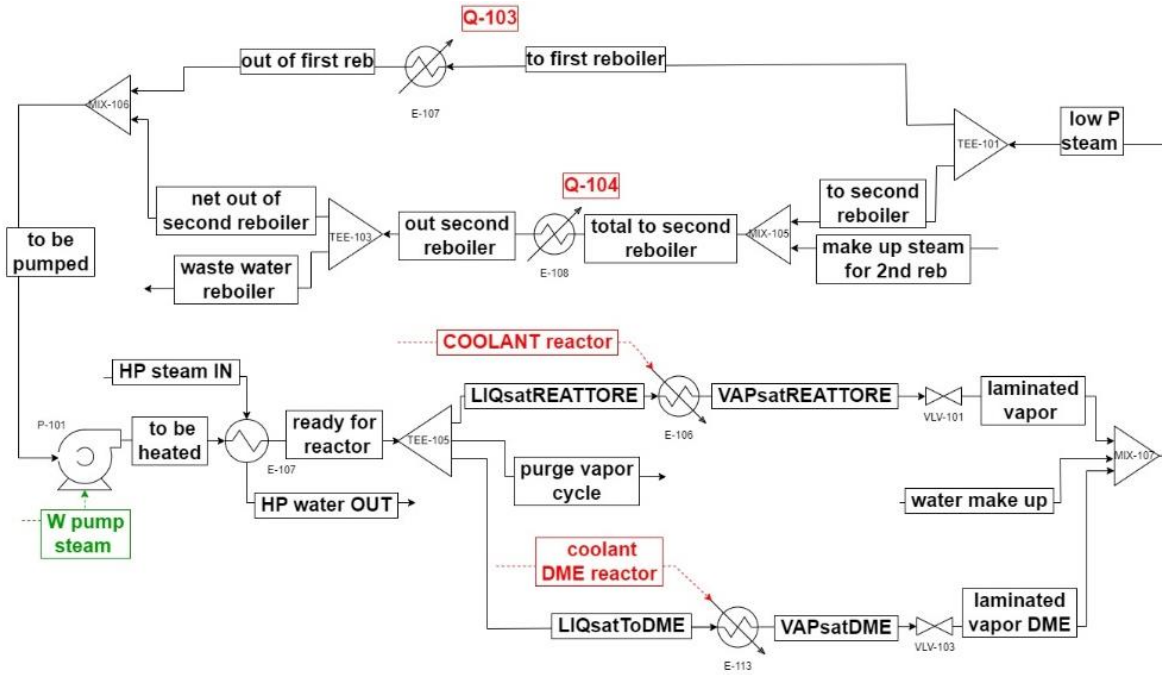 Q-103
out of first reb
to first reboiler
E-107
MIX-106
low P
steam
TEE-101
net out of
second reboiler
Q-104
to second
reboiler
to be
pumped
TEE-103
out second
reboiler
total to second
reboiler
MIX-105
make up steam
for 2nd reb
waste water
reboiler
E-108
COOLANT reactor
HP steam IN
LIQsatREATTORE
VAPsatREATTORE
laminated
vapor
VLV-101
P-101
to be
heated
ready for
reactor
TEE-105
E-106
MIX-107
E-107
purge vapor
cycle
HP water OUT
water make up
W pump
steam
coolant
DME reactor
LIQsatToDME
VAPsatDME
laminated
vapor DME
VLV-103
E-113